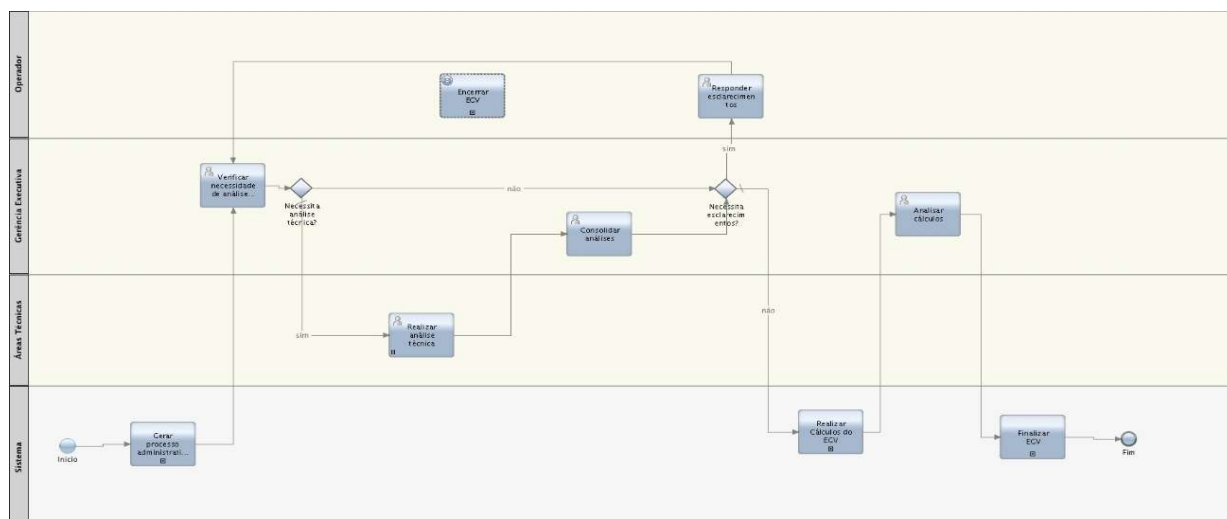 Operador
Encerrar
ECV
Responder
esclarecimen
tos
sim
Gerência Executiva
Verificar
necessidade
de análise...
Necessita
análise
técnica?
não
Necessita
esclarecim
entos?
Consolidar
análises
Analisar
cálculos
Áreas Técnicas
sim
Realizar
análise
técnica
não
Sistema
Início
Gerar
processo
administrati...
Realizar
Cálculos do
ECV
Finalizar
ECV
Fim